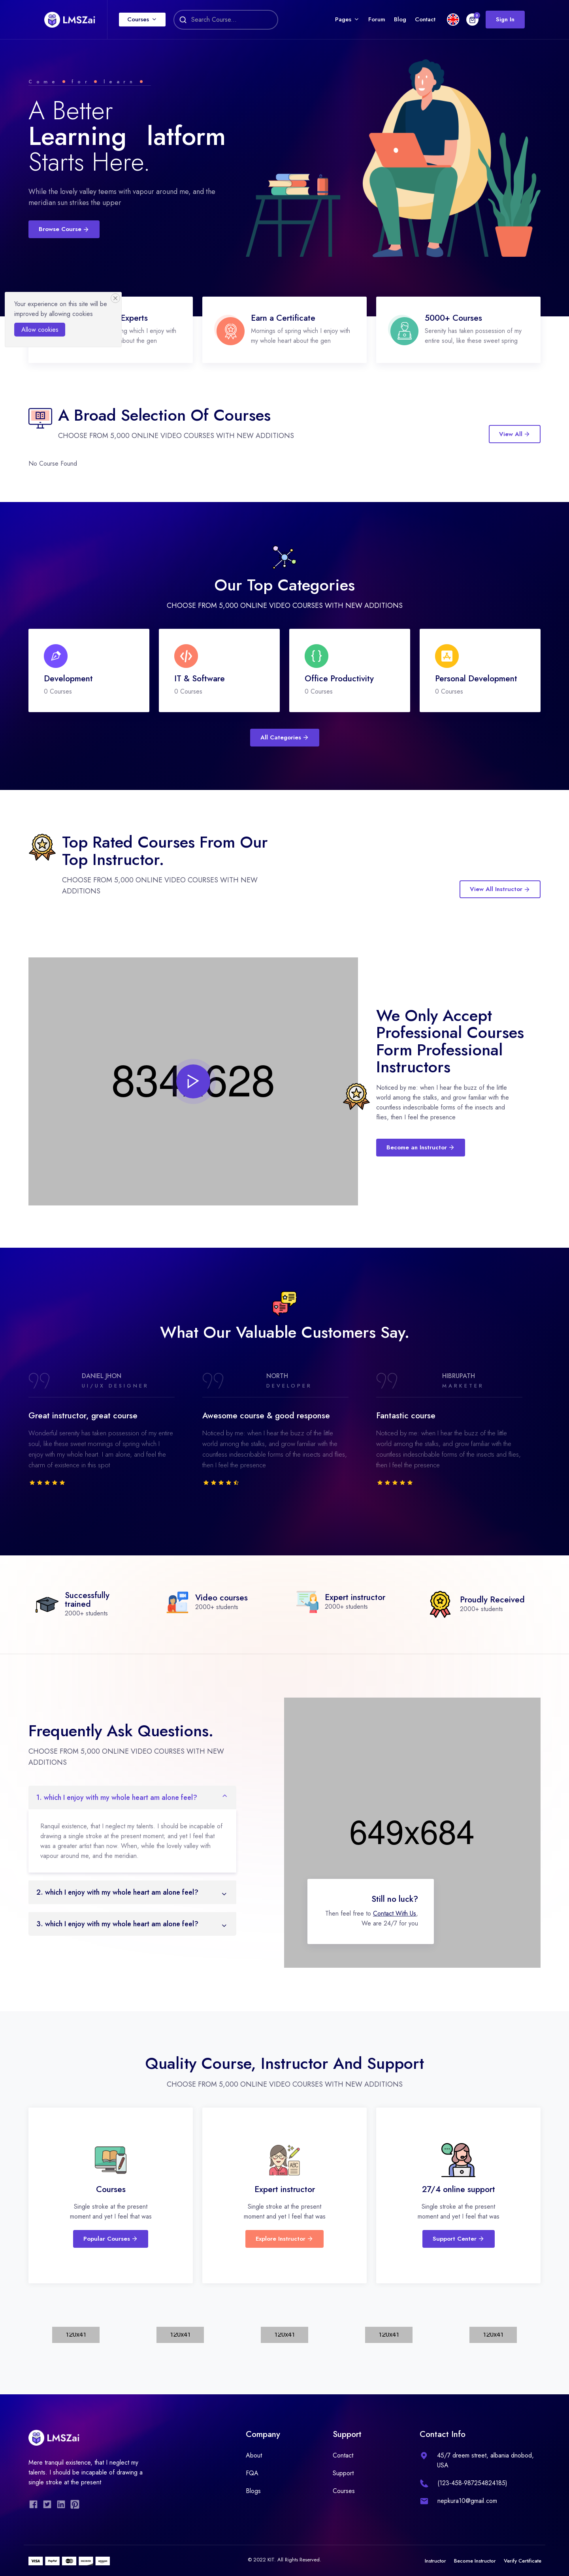 LMSZai
Courses
Search Course...
Pages
Forum
Blog
Contact
Sign In
Come for learn
A Better
Learning latform
Starts Here.
While the lovely valley teems with vapour around me, and the
meridian sun strikes the upper
Browse Course
Your experience on this site will be
improved by allowing cookies
Allow cookies
Experts
Earn a Certificate
Mornings of spring which I enjoy with
my whole heart about the gen
5000+ Courses
Serenity has taken possession of my
entire soul, like these sweet spring
A Broad Selection Of Courses
CHOOSE FROM 5,000 ONLINE VIDEO COURSES WITH NEW ADDITIONS
View All
No Course Found
Our Top Categories
CHOOSE FROM 5,000 ONLINE VIDEO COURSES WITH NEW ADDITIONS
Development
0 Courses
IT & Software
0 Courses
Office Productivity
0 Courses
Personal Development
0 Courses
All Categories
Top Rated Courses From Our
Top Instructor.
CHOOSE FROM 5,000 ONLINE VIDEO COURSES WITH NEW
ADDITIONS
View All Instructor
We Only Accept
Professional Courses
Form Professional
Instructors
Noticed by me: when I hear the buzz of the little
world among the stalks, and grow familiar with the
countless indescribable forms of the insects and
flies, then I feel the presence
Become an Instructor
What Our Valuable Customers Say.
DANIEL JHON
UI/UX DESIGNER
Great instructor, great course
Wonderful serenity has taken possession of my entire
soul, like these sweet mornings of spring which I
enjoy with my whole heart. I am alone, and feel the
charm of existence in this spot
NORTH
DEVELOPER
Awesome course & good response
Noticed by me: when I hear the buzz of the little
world among the stalks, and grow familiar with the
countless indescribable forms of the insects and flies,
then I feel the presence
HIBRUPATH
MARKETER
Fantastic course
Noticed by me: when I hear the buzz of the little
world among the stalks, and grow familiar with the
countless indescribable forms of the insects and flies,
then I feel the presence
Successfully
trained
2000+ students
Video courses
2000+ students
Expert instructor
2000+ students
Proudly Received
2000+ students
Frequently Ask Questions.
CHOOSE FROM 5,000 ONLINE VIDEO COURSES WITH NEW
ADDITIONS
1. which I enjoy with my whole heart am alone feel?
Ranquil existence, that I neglect my talents. I should be incapable of
drawing a single stroke at the present moment; and yet I feel that
was a greater artist than now. When, while the lovely valley with
vapour around me, and the meridian.
2. which I enjoy with my whole heart am alone feel?
3. which I enjoy with my whole heart am alone feel?
649x684
Still no luck?
Then feel free to Contact With Us,
We are 24/7 for you
Quality Course, Instructor And Support
CHOOSE FROM 5,000 ONLINE VIDEO COURSES WITH NEW ADDITIONS
Courses
Single stroke at the present
moment and yet I feel that was
Popular Courses
Expert instructor
Single stroke at the present
moment and yet I feel that was
Explore Instructor
27/4 online support
Single stroke at the present
moment and yet I feel that was
Support Center
120x41
120x41
120x41
120x41
120x41
LMSZai
Mere tranquil existence, that I neglect my
talents. I should be incapable of drawing a
single stroke at the present
Company
About
FQA
Blogs
Support
Contact
Support
Courses
Contact Info
45/7 dreem street, albania dnobod,
USA
(123-458-987254824185)
nepkura10@gmail.com
VISA
PayPal
© 2022 KIT. All Rights Reserved.
Instructor
Become Instructor
Verify Certificate